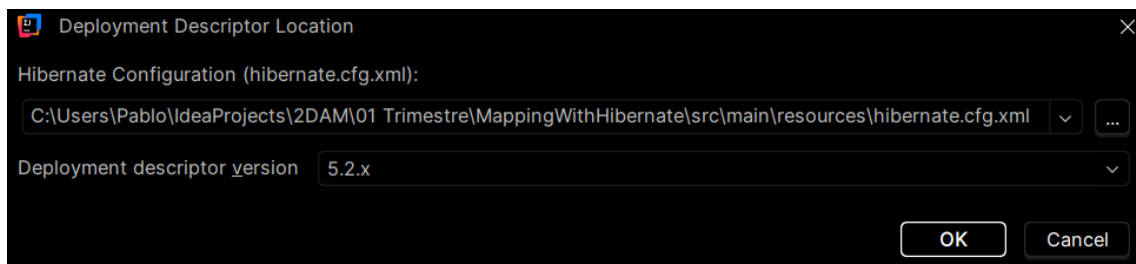 Deployment Descriptor Location
Hibernate Configuration (hibernate.cfg.xml):
C:\Users\Pablo\IdeaProjects\2DAM\01 Trimestre\MappingWithHibernate\src\main\resources\hibernate.cfg.xml ...
Deployment descriptor version 5.2.x
OK Cancel